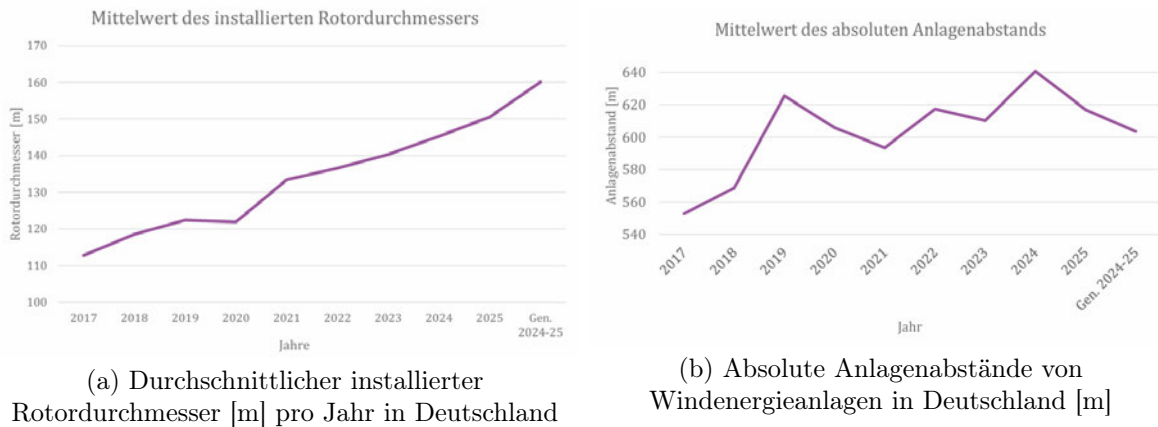 Mittelwert des installierten Rotordurchmessers
170
160
150
140
130
120
110
100
Rotordurchmesser [m]
2017 2018 2019 2020 2021 2022 2023 2024 2025 Gen.
2024-25
Jahre
(a) Durchschnittlicher installierter
Rotordurchmesser [m] pro Jahr in Deutschland
Mittelwert des absoluten Anlagenabstands
640
620
600
580
560
540
Anlagenabstand [m]
2017 2018 2019 2020 2021 2022 2023 2024 2025 Gen. 2024-25
Jahr
(b) Absolute Anlagenabstände von
Windenergieanlagen in Deutschland [m]